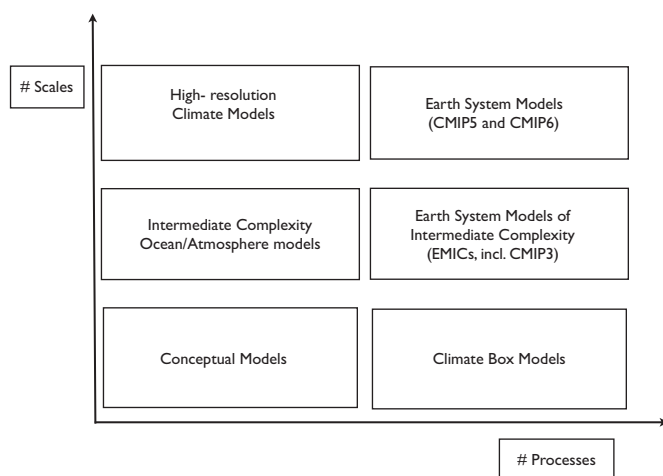 # Scales
High- resolution
Climate Models
Earth System Models
(CMIP5 and CMIP6)
Intermediate Complexity
Ocean/Atmosphere models
Earth System Models of
Intermediate Complexity
(EMICs, incl. CMIP3)
Conceptual Models
Climate Box Models
# Processes